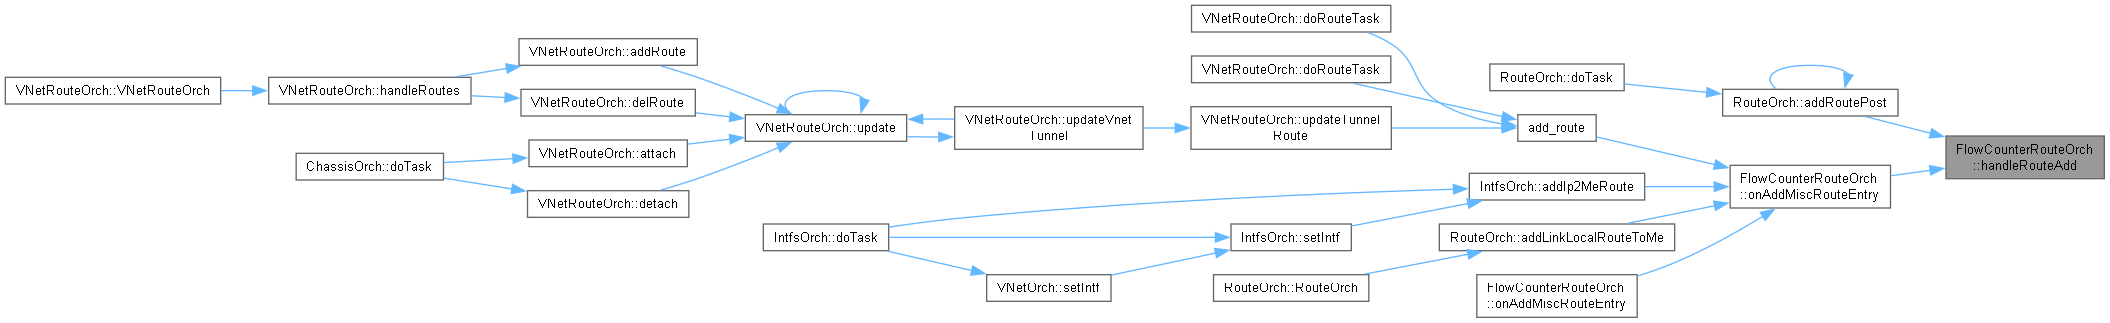 VNetRouteOrch::doRouteTask
VNetRouteOrch::addRoute
VNetRouteOrch::doRouteTask
RouteOrch::doTask
VNetRouteOrch::VNetRouteOrch
VNetRouteOrch::handleRoutes
VNetRouteOrch::delRoute
RouteOrch::addRoutePost
VNetRouteOrch::update
VNetRouteOrch::updateVnet
Tunnel
VNetRouteOrch::updateTunnel
Route
add_route
VNetRouteOrch::attach
FlowCounterRouteOrch
::handleRouteAdd
ChassisOrch::doTask
IntfsOrch::addIp2MeRoute
FlowCounterRouteOrch
::onAddMiscRouteEntry
VNetRouteOrch::detach
IntfsOrch::doTask
IntfsOrch::setIntf
RouteOrch::addLinkLocalRouteToMe
VNetOrch::setIntf
RouteOrch::RouteOrch
FlowCounterRouteOrch
::onAddMiscRouteEntry